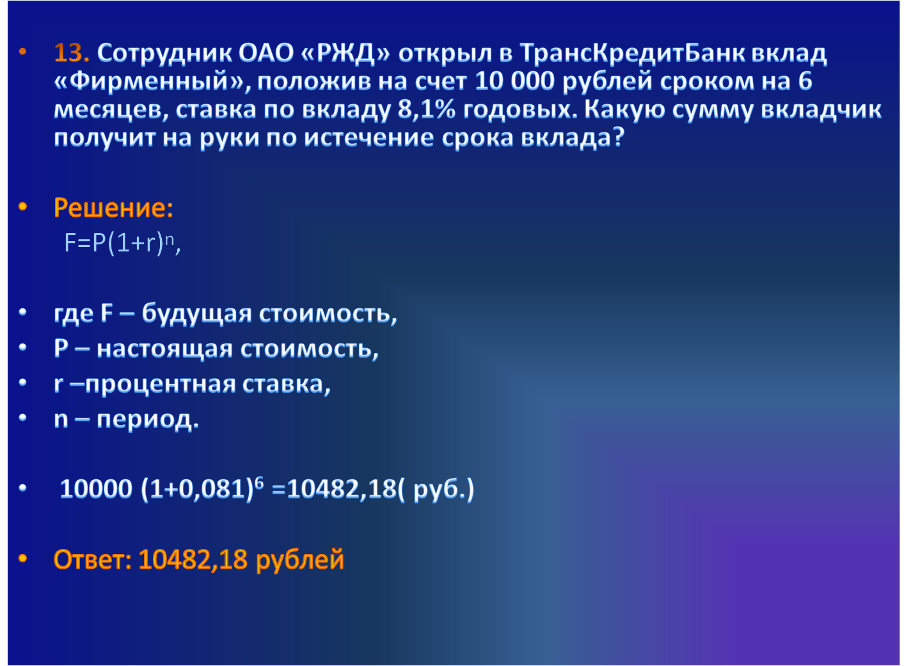 • 13. Сотрудник ОАО «РЖД» открыл в ТрансКредитБанк вклад
«Фирменный», положив на счет 10 000 рублей сроком на 6
месяцев, ставка по вкладу 8,1% годовых. Какую сумму вкладчик
получит на руки по истечение срока вклада?
• Решение:
F=P(1+r)ⁿ,
• где F – будущая стоимость,
• P – настоящая стоимость,
• r –процентная ставка,
• n – период.
• 10000 (1+0,081)⁶ =10482,18( руб.)
• Ответ: 10482,18 рублей